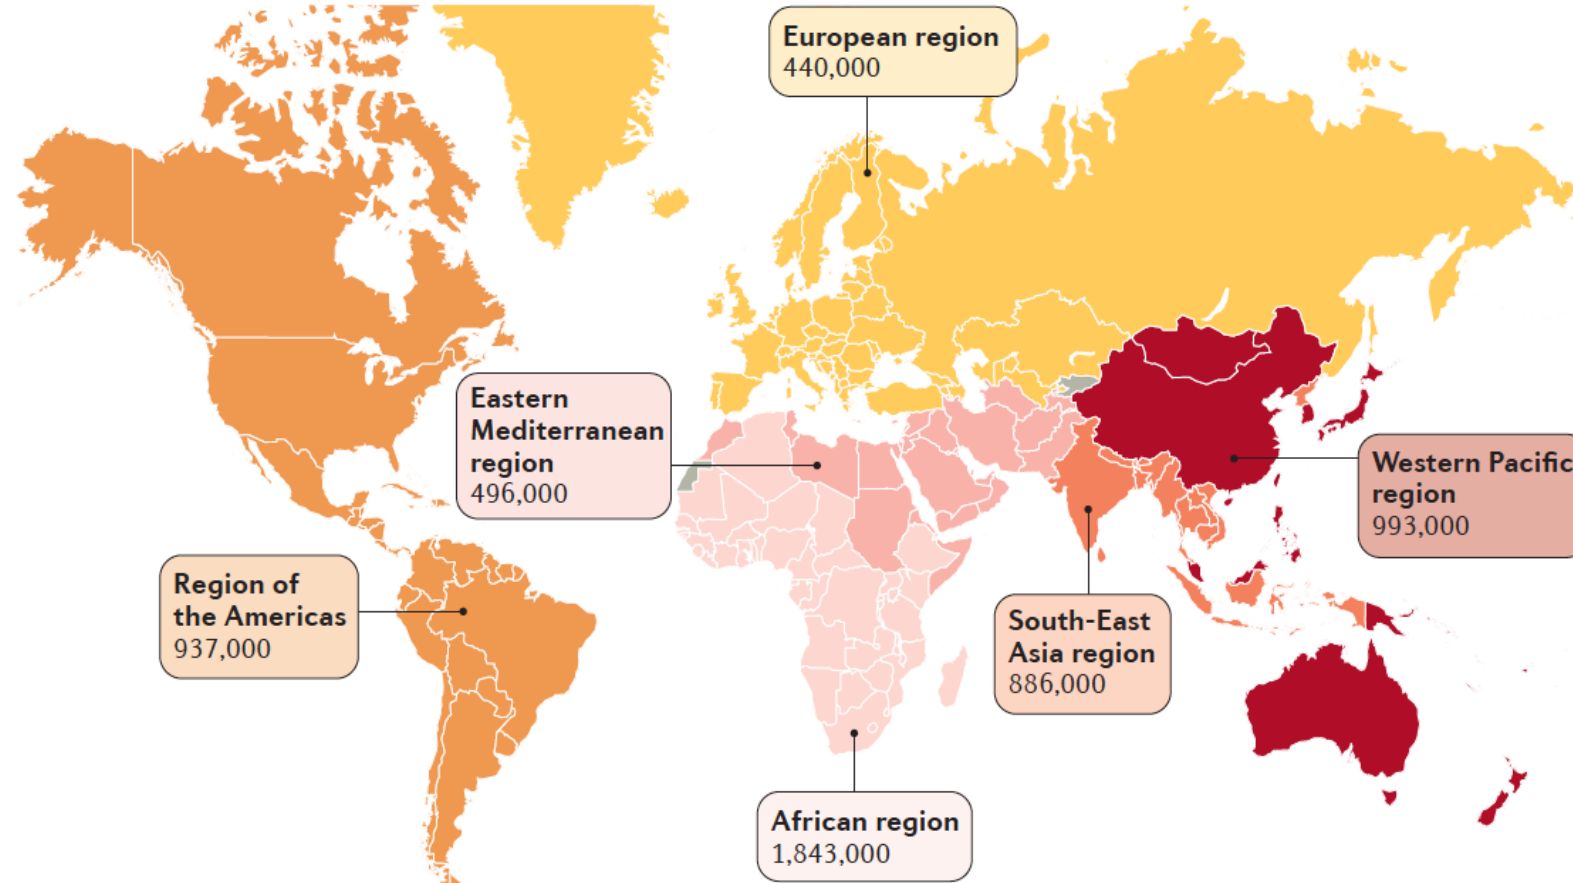 European region
440,000
Eastern
Mediterranean
region
496,000
Western Pacific
region
993,000
Region of
the Americas
937,000
South-East
Asia region
886,000
African region
1,843,000